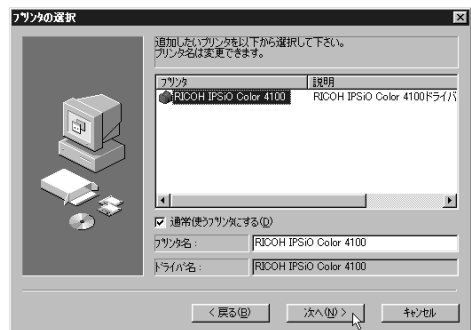 プリンタの選択
追加したいプリンタを以下から選択して下さい。
プリンタ名は変更できます。
プリンタ 説明
RICOH IPSiO Color 4100 RICOH IPSiO Color 4100ドライバ
通常使うプリンタにする(D)
プリンタ名： RICOH IPSiO Color 4100
ドライバ名： RICOH IPSiO Color 4100
< 戻る(B) 次へ(N) > キャンセル